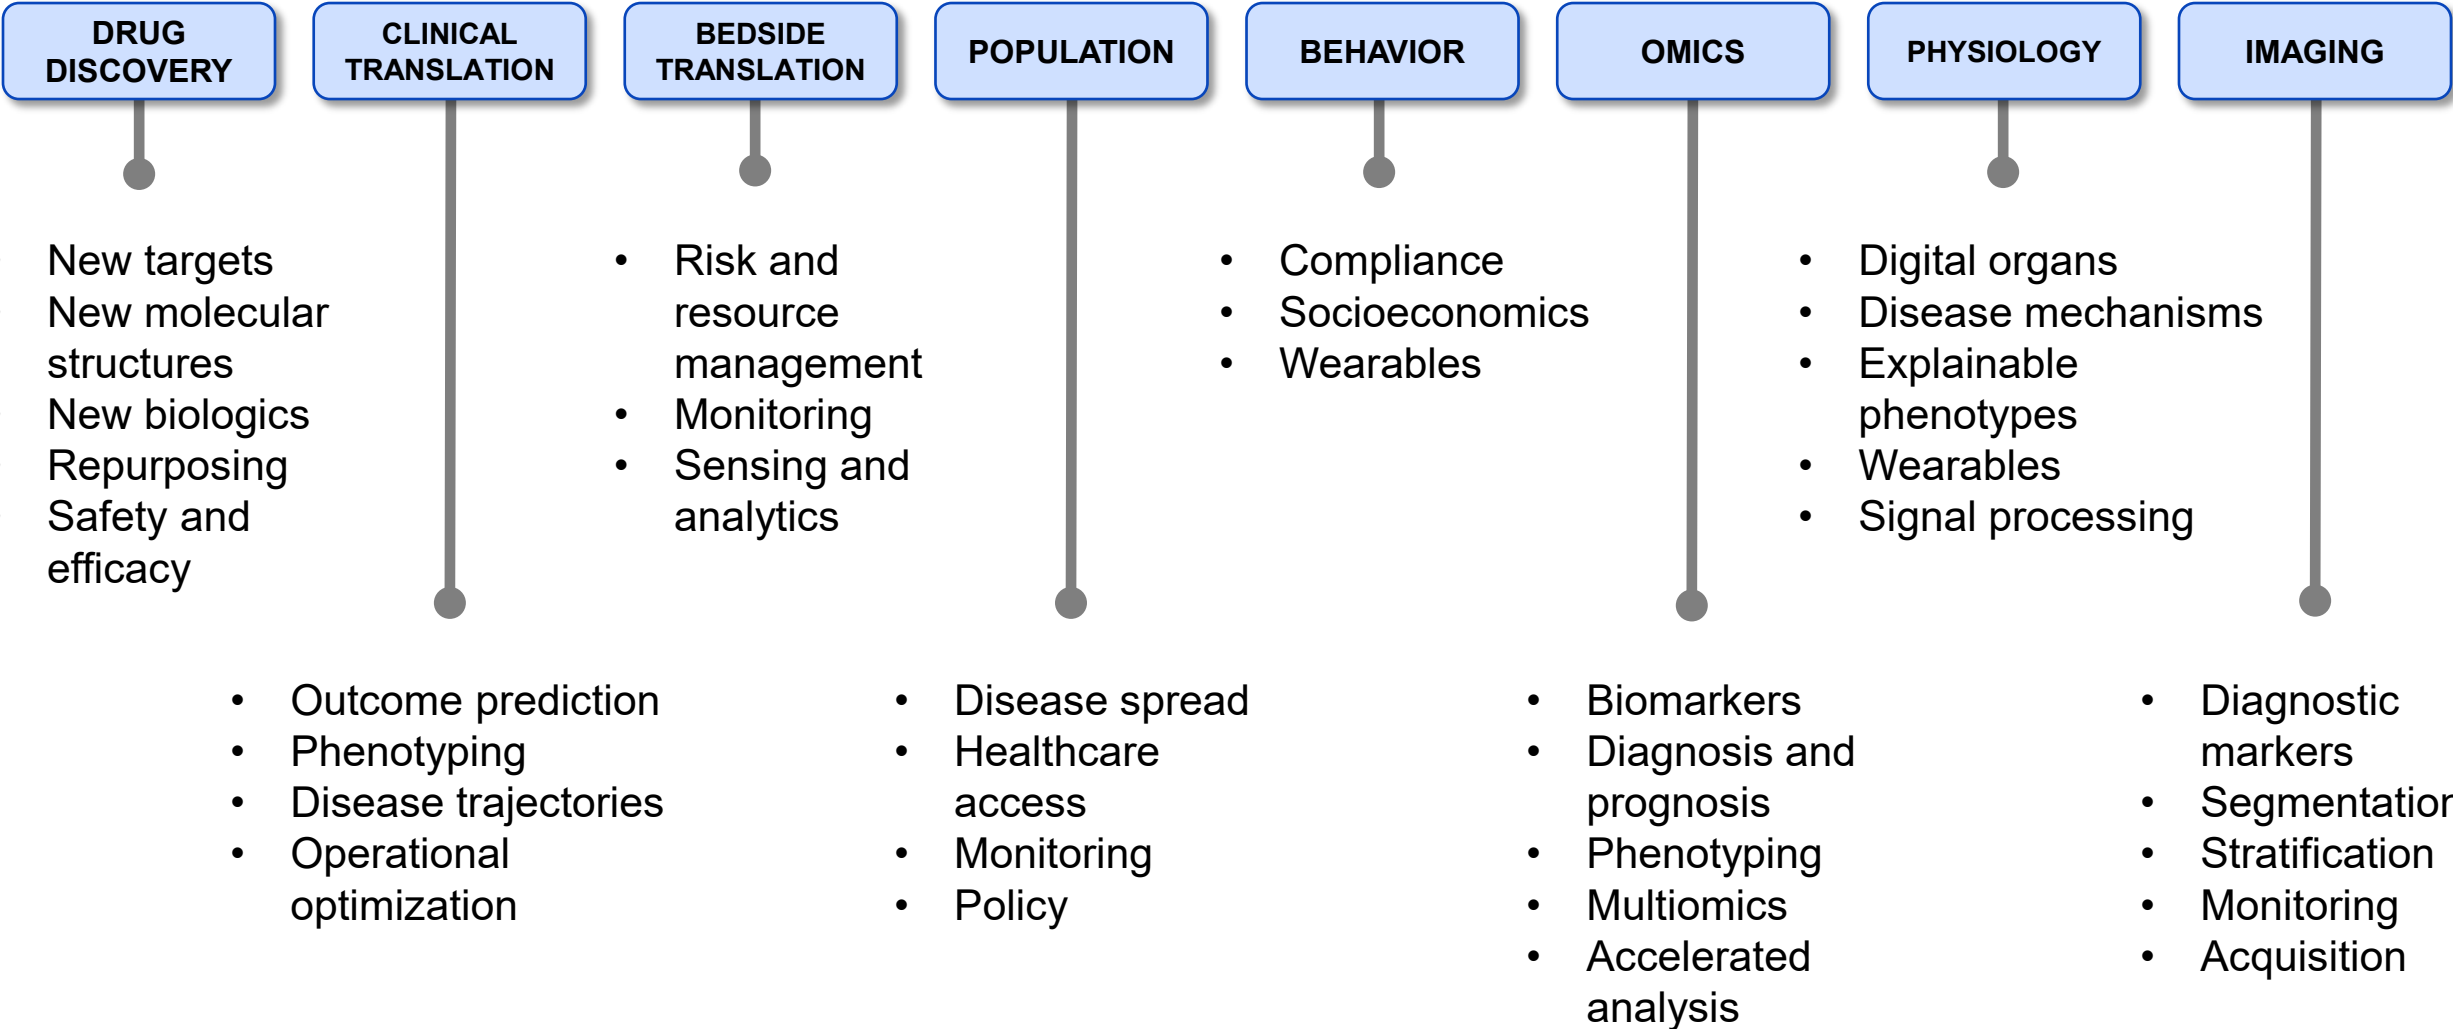 DRUG
DISCOVERY
CLINICAL
TRANSLATION
BEDSIDE
TRANSLATION
POPULATION
BEHAVIOR
OMICS
PHYSIOLOGY
IMAGING
New targets
New molecular
structures
New biologics
Repurposing
Safety and
efficacy
• Risk and
resource
management
• Monitoring
• Sensing and
analytics
• Compliance
• Socioeconomics
• Wearables
• Digital organs
• Disease mechanisms
• Explainable
phenotypes
• Wearables
• Signal processing
• Outcome prediction
• Phenotyping
• Disease trajectories
• Operational
optimization
• Disease spread
• Healthcare
access
• Monitoring
• Policy
• Biomarkers
• Diagnosis and
prognosis
• Phenotyping
• Multiomics
• Accelerated
analysis
• Diagnostic
markers
• Segmentation
• Stratification
• Monitoring
• Acquisition